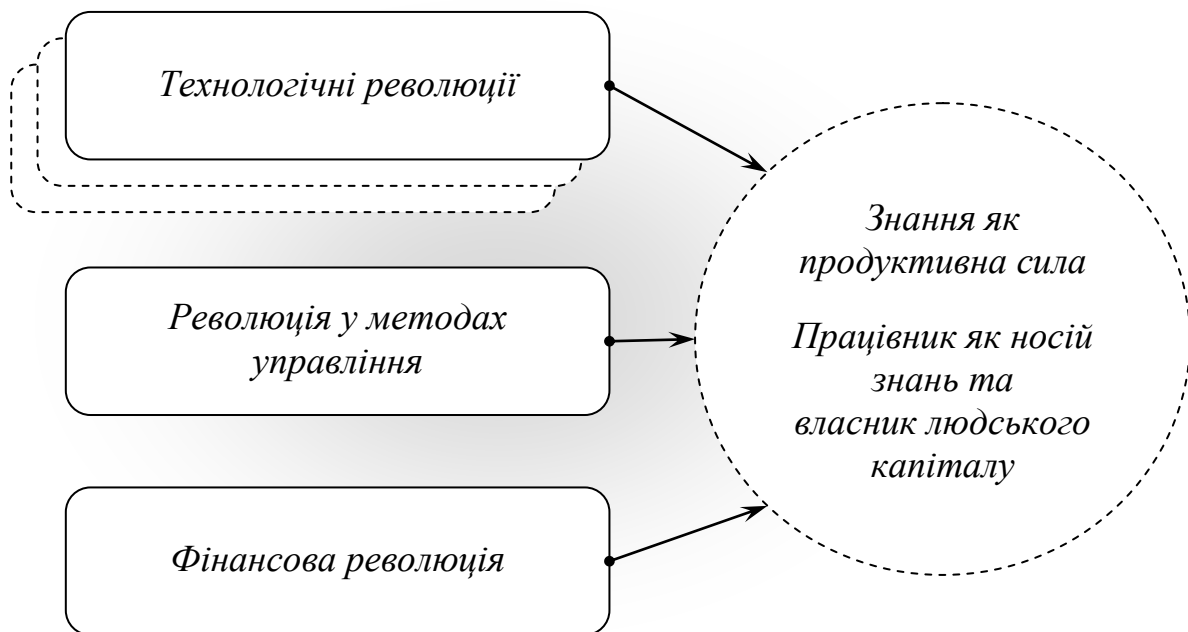 Технологічні революції
Революція у методах
управління
Фінансова революція
Знання як
продуктивна сила
Працівник як носій
знань та
власник людського
капіталу